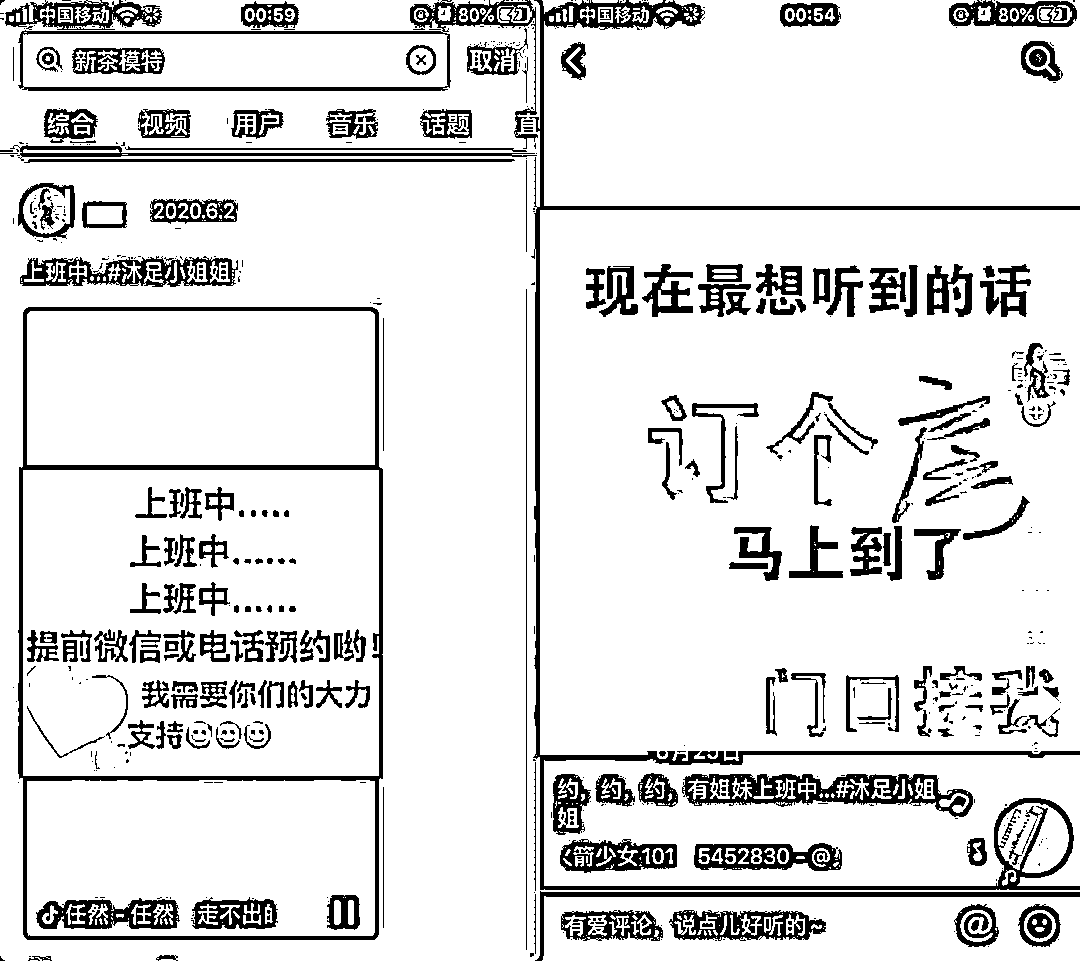 中国移动
00:59
80%
新茶模特
取消
综合 视频 用户 音乐 话题 直
2020.6.2
上班中...#沐足小姐姐
上班中.....
上班中......
上班中......
提前微信或电话预约哟!
我需要你们的大力
支持
任然-任然 走不出的
中国移动
00:54
80%
现在最想听到的话
订个房
马上到了
门口接我
约,约,约,有姐妹上班中...#沐足小姐
姐
火箭少女101 5452830-@
有爱评论,说点儿好听的~
@